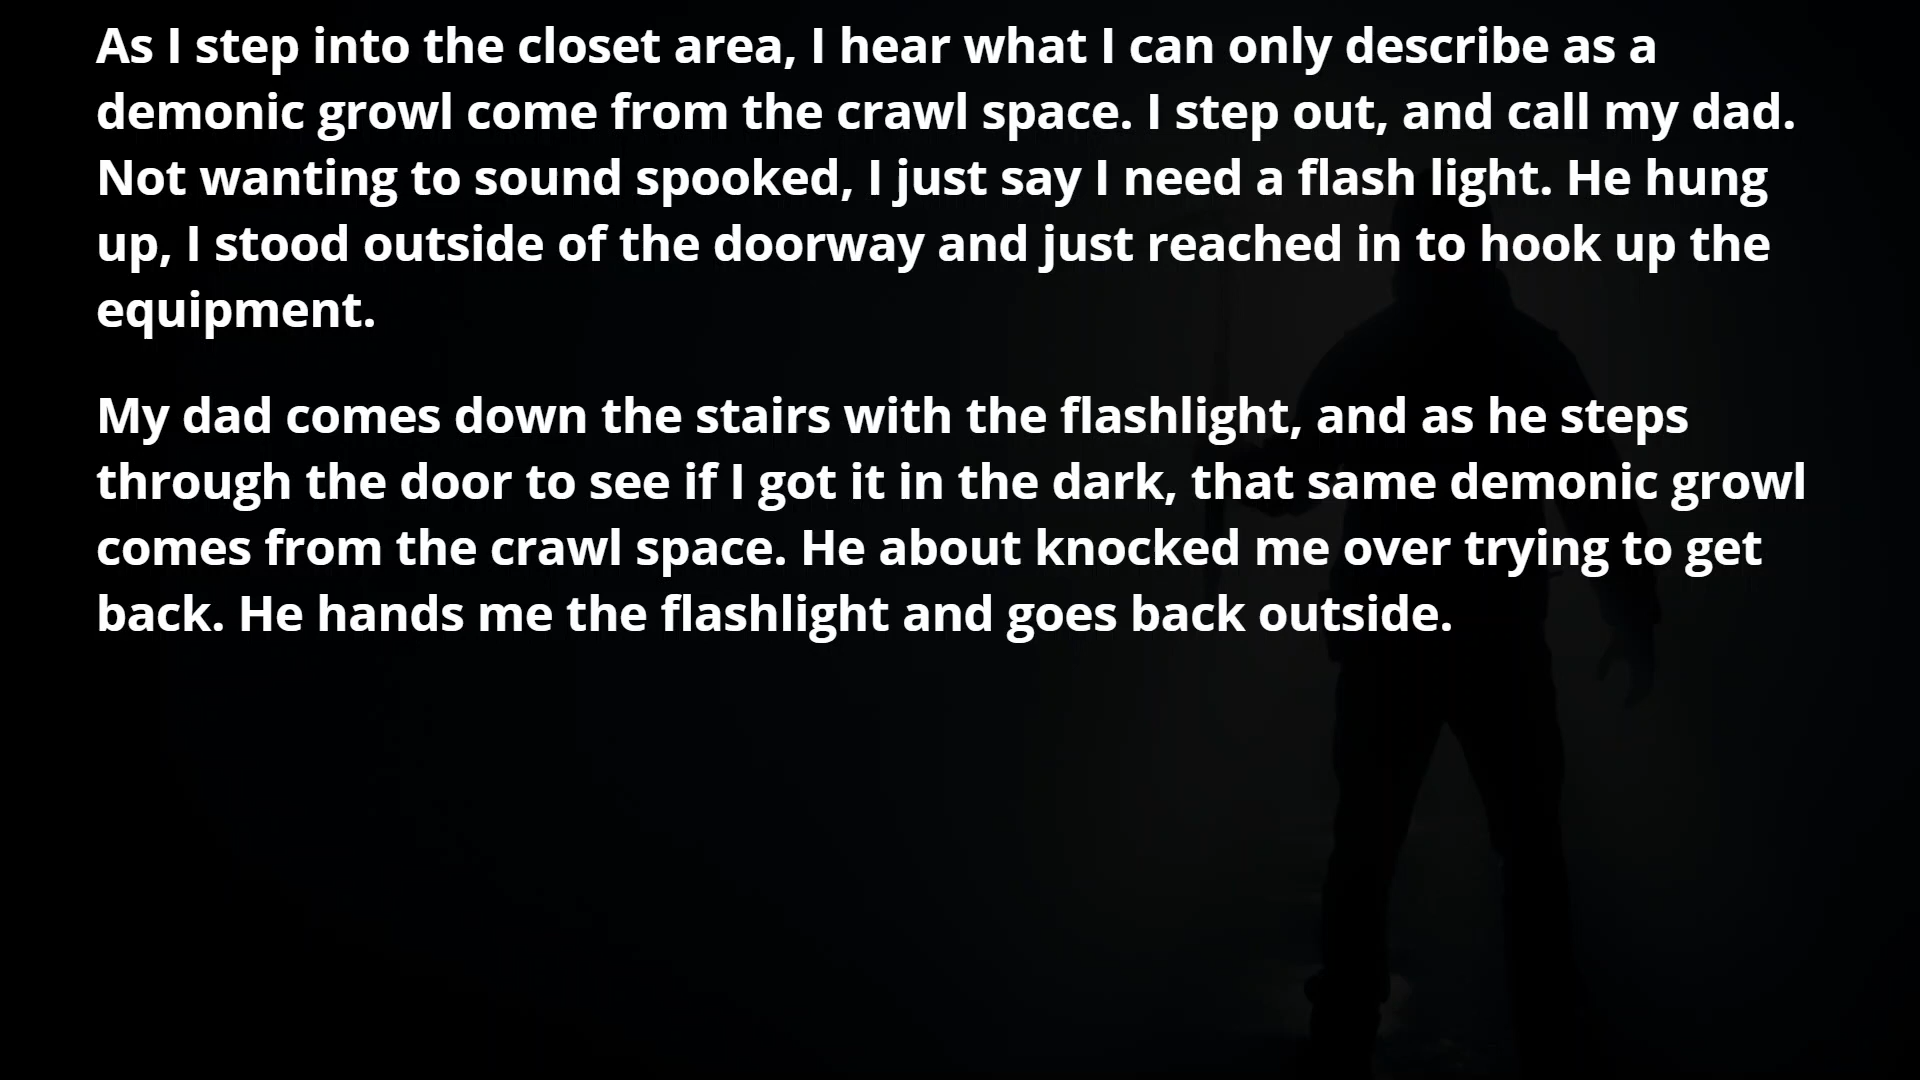 As I step into the closet area, I hear what I can only describe as a
demonic growl come from the crawl space. I step out, and call my dad.
Not wanting to sound spooked, I just say I need a flash light. He hung
up, I stood outside of the doorway and just reached in to hook up the
equipment.
My dad comes down the stairs with the flashlight, and as he steps
through the door to see if I got it in the dark, that same demonic growl
comes from the crawl space. He about knocked me over trying to get
back. He hands me the flashlight and goes back outside.